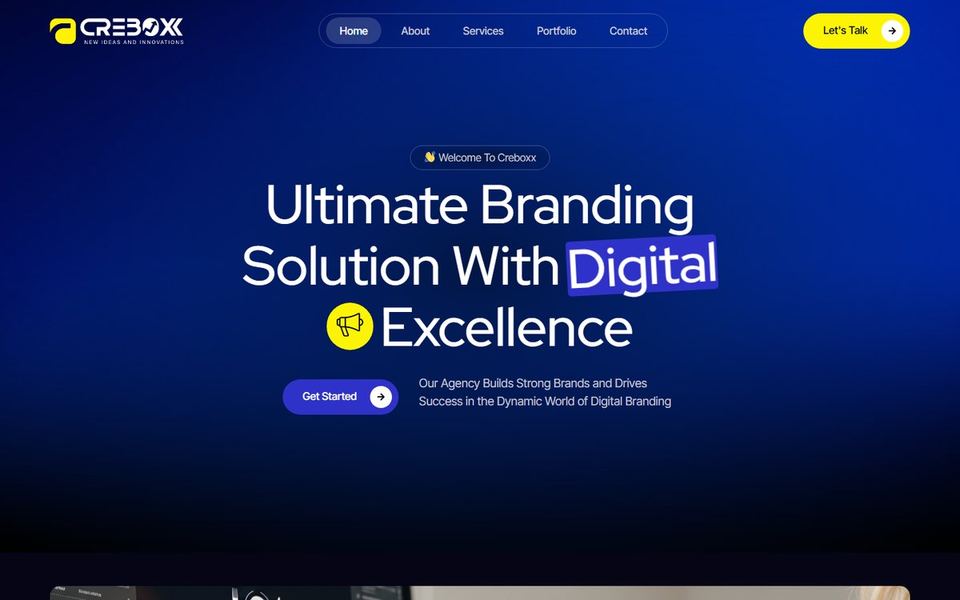 CREBOXX
NEW IDEAS AND INNOVATIONS
Home
About
Services
Portfolio
Contact
Let's Talk
👋 Welcome To Creboxx
Ultimate Branding
Solution With Digital
Excellence
Get Started
Our Agency Builds Strong Brands and Drives
Success in the Dynamic World of Digital Branding